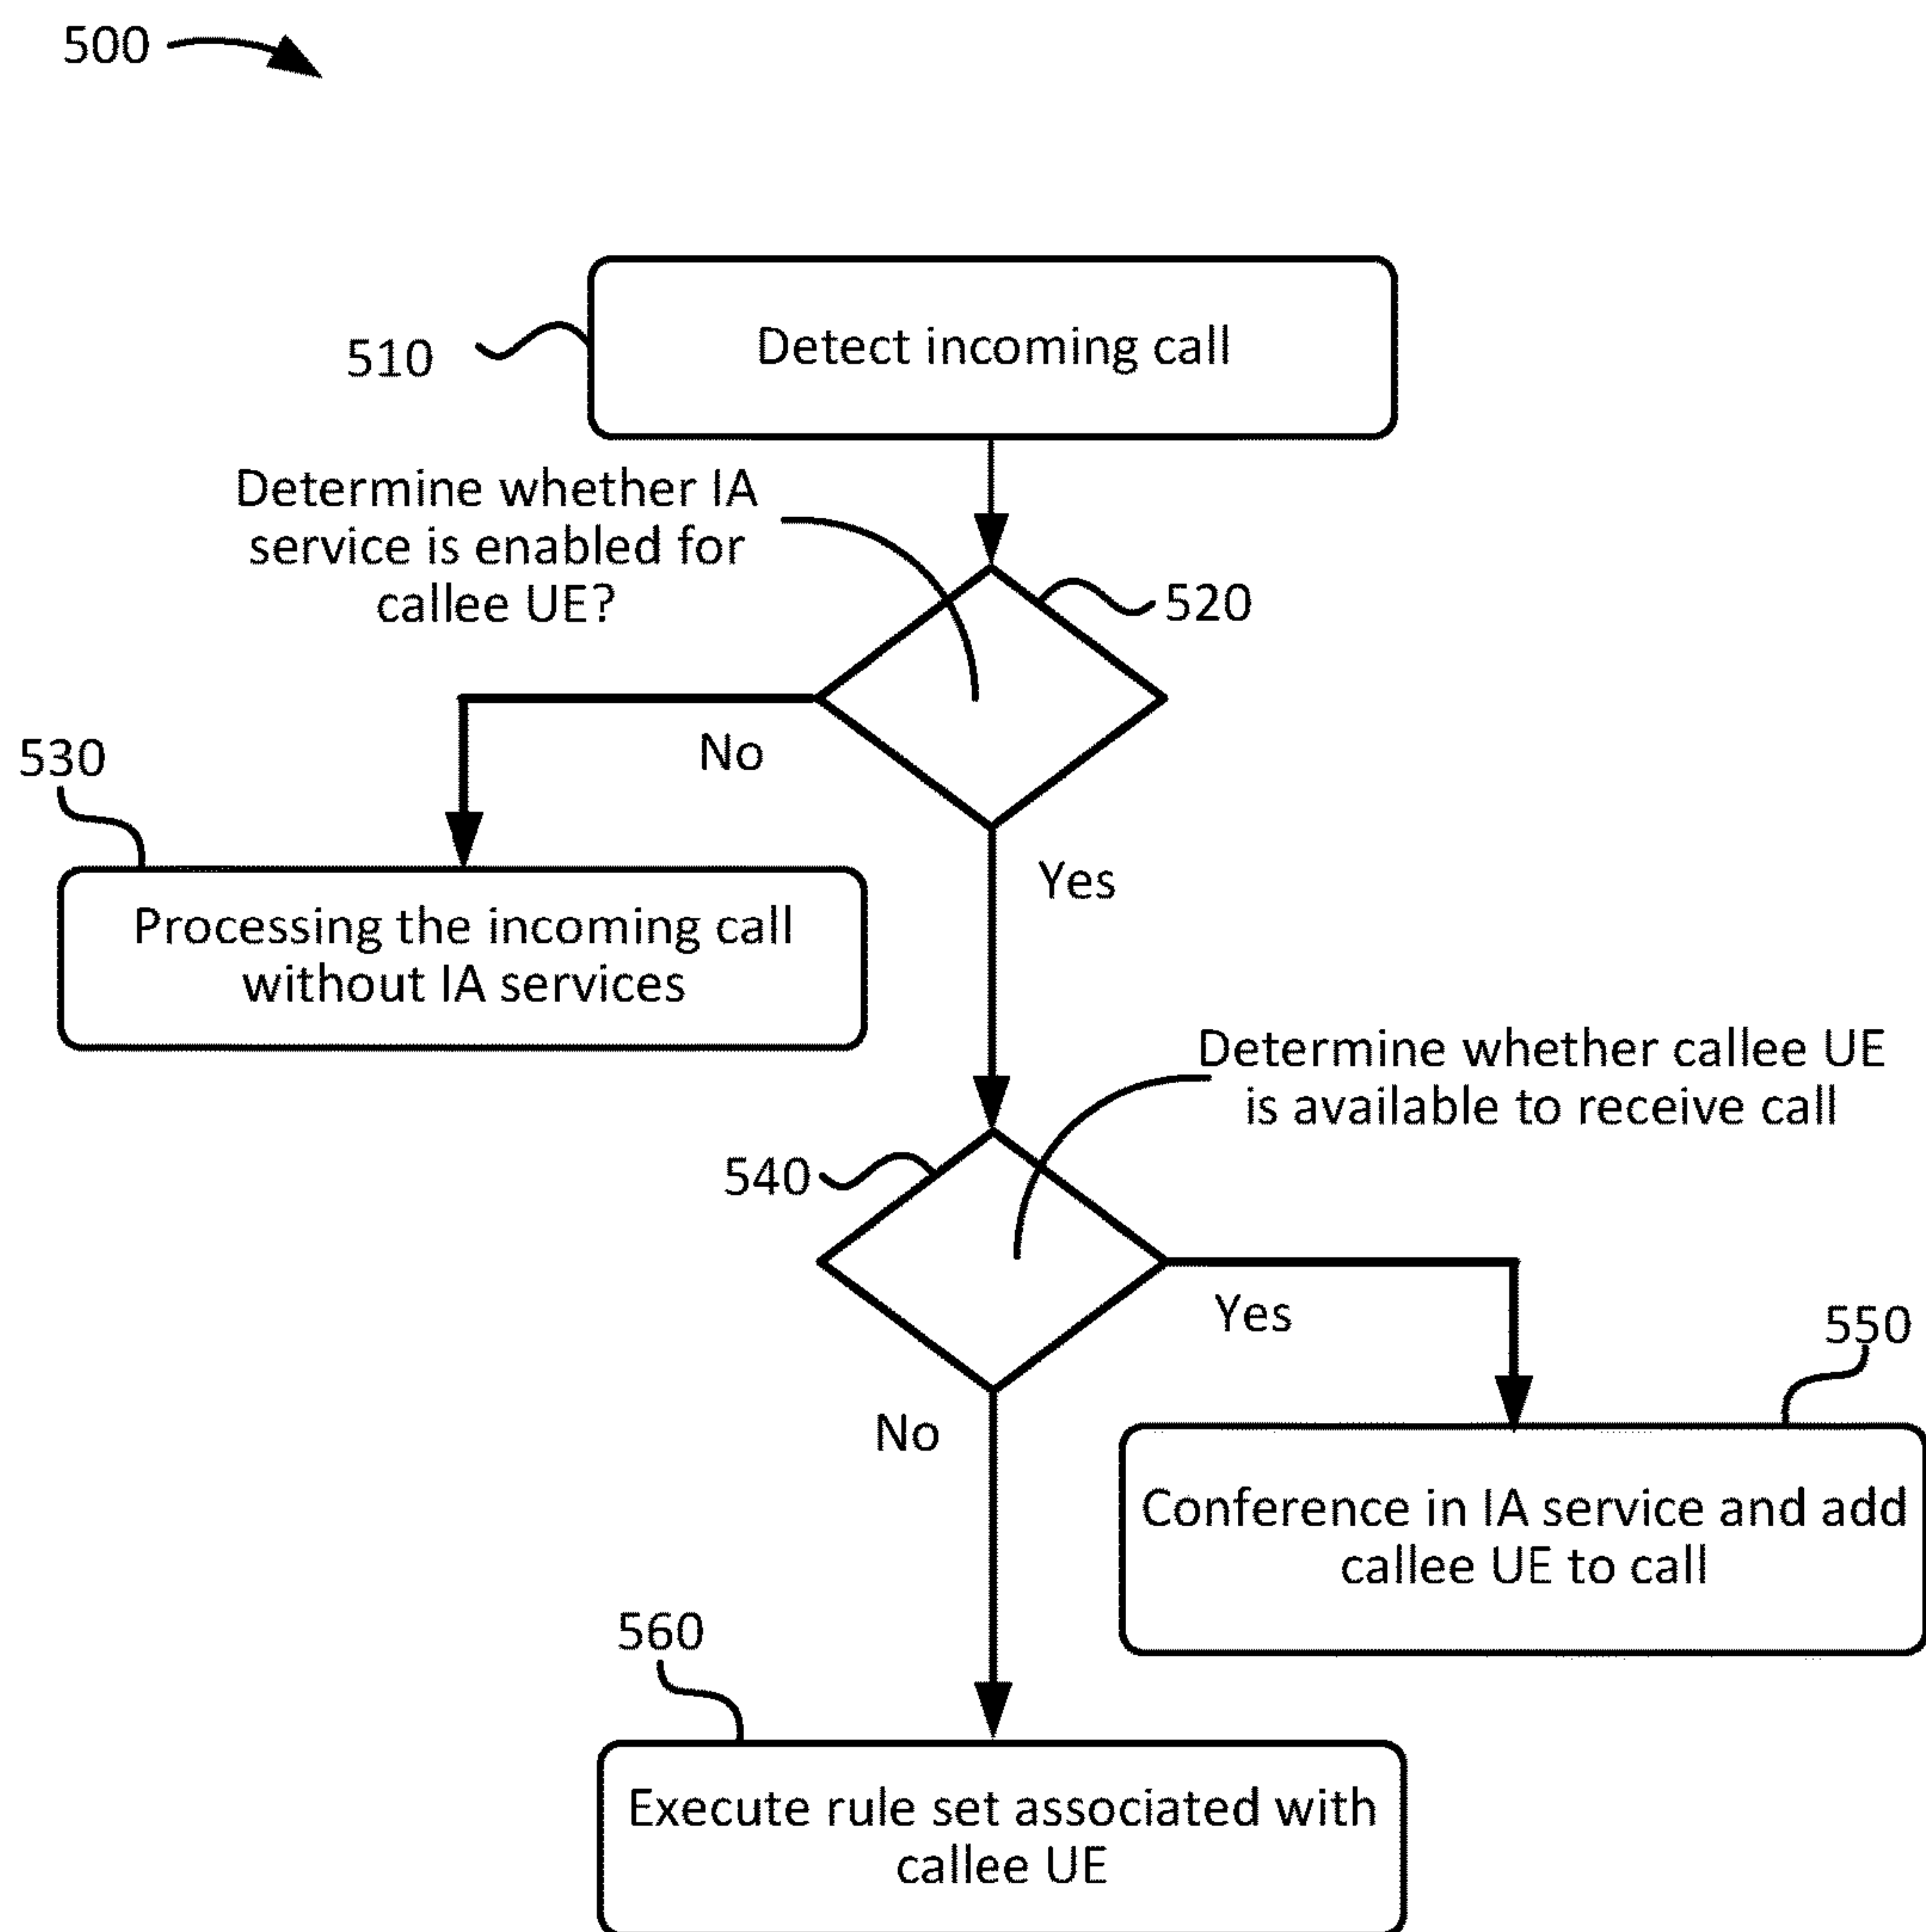 500
Detect incoming call
510
Determine whether IA
service is enabled for
callee UE?
520
No
530
Yes
Processing the incoming call
without IA services
Determine whether callee UE
is available to receive call
540
Yes
550
No
Conference in IA service and add
callee UE to call
560
Execute rule set associated with
callee UE